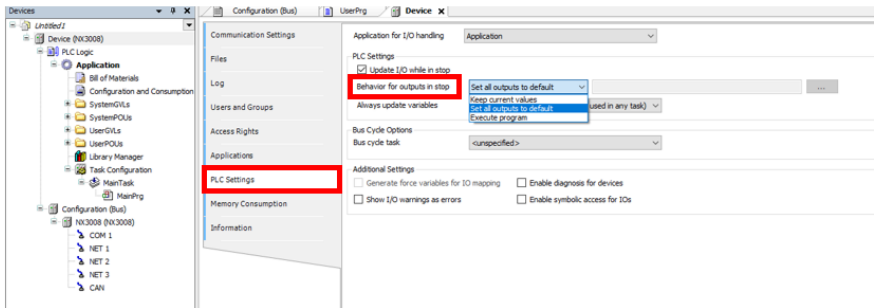 Devices
Untitled1
Device (NX3008)
PLC Logic
Application
Bill of Materials
Configuration and Consumption
SystemGVLs
SystemPOUs
UserGVLs
UserPOUs
Library Manager
Task Configuration
MainTask
MainPrg
Configuration (Bus)
NX3008 (NX3008)
COM 1
NET 1
NET 2
NET 3
CAN
Configuration (Bus) UserPrg Device
Communication Settings
Files
Log
Users and Groups
Access Rights
Applications
PLC Settings
Memory Consumption
Information
Application for I/O handling Application
PLC Settings
Update I/O while in stop
Behavior for outputs in stop Set all outputs to default ...
Keep current values
Set all outputs to default
Execute program
Always update variables used in any task)
Bus Cycle Options
Bus cycle task <unspecified>
Additional Settings
Generate force variables for IO mapping Enable diagnosis for devices
Show I/O warnings as errors Enable symbolic access for IOs